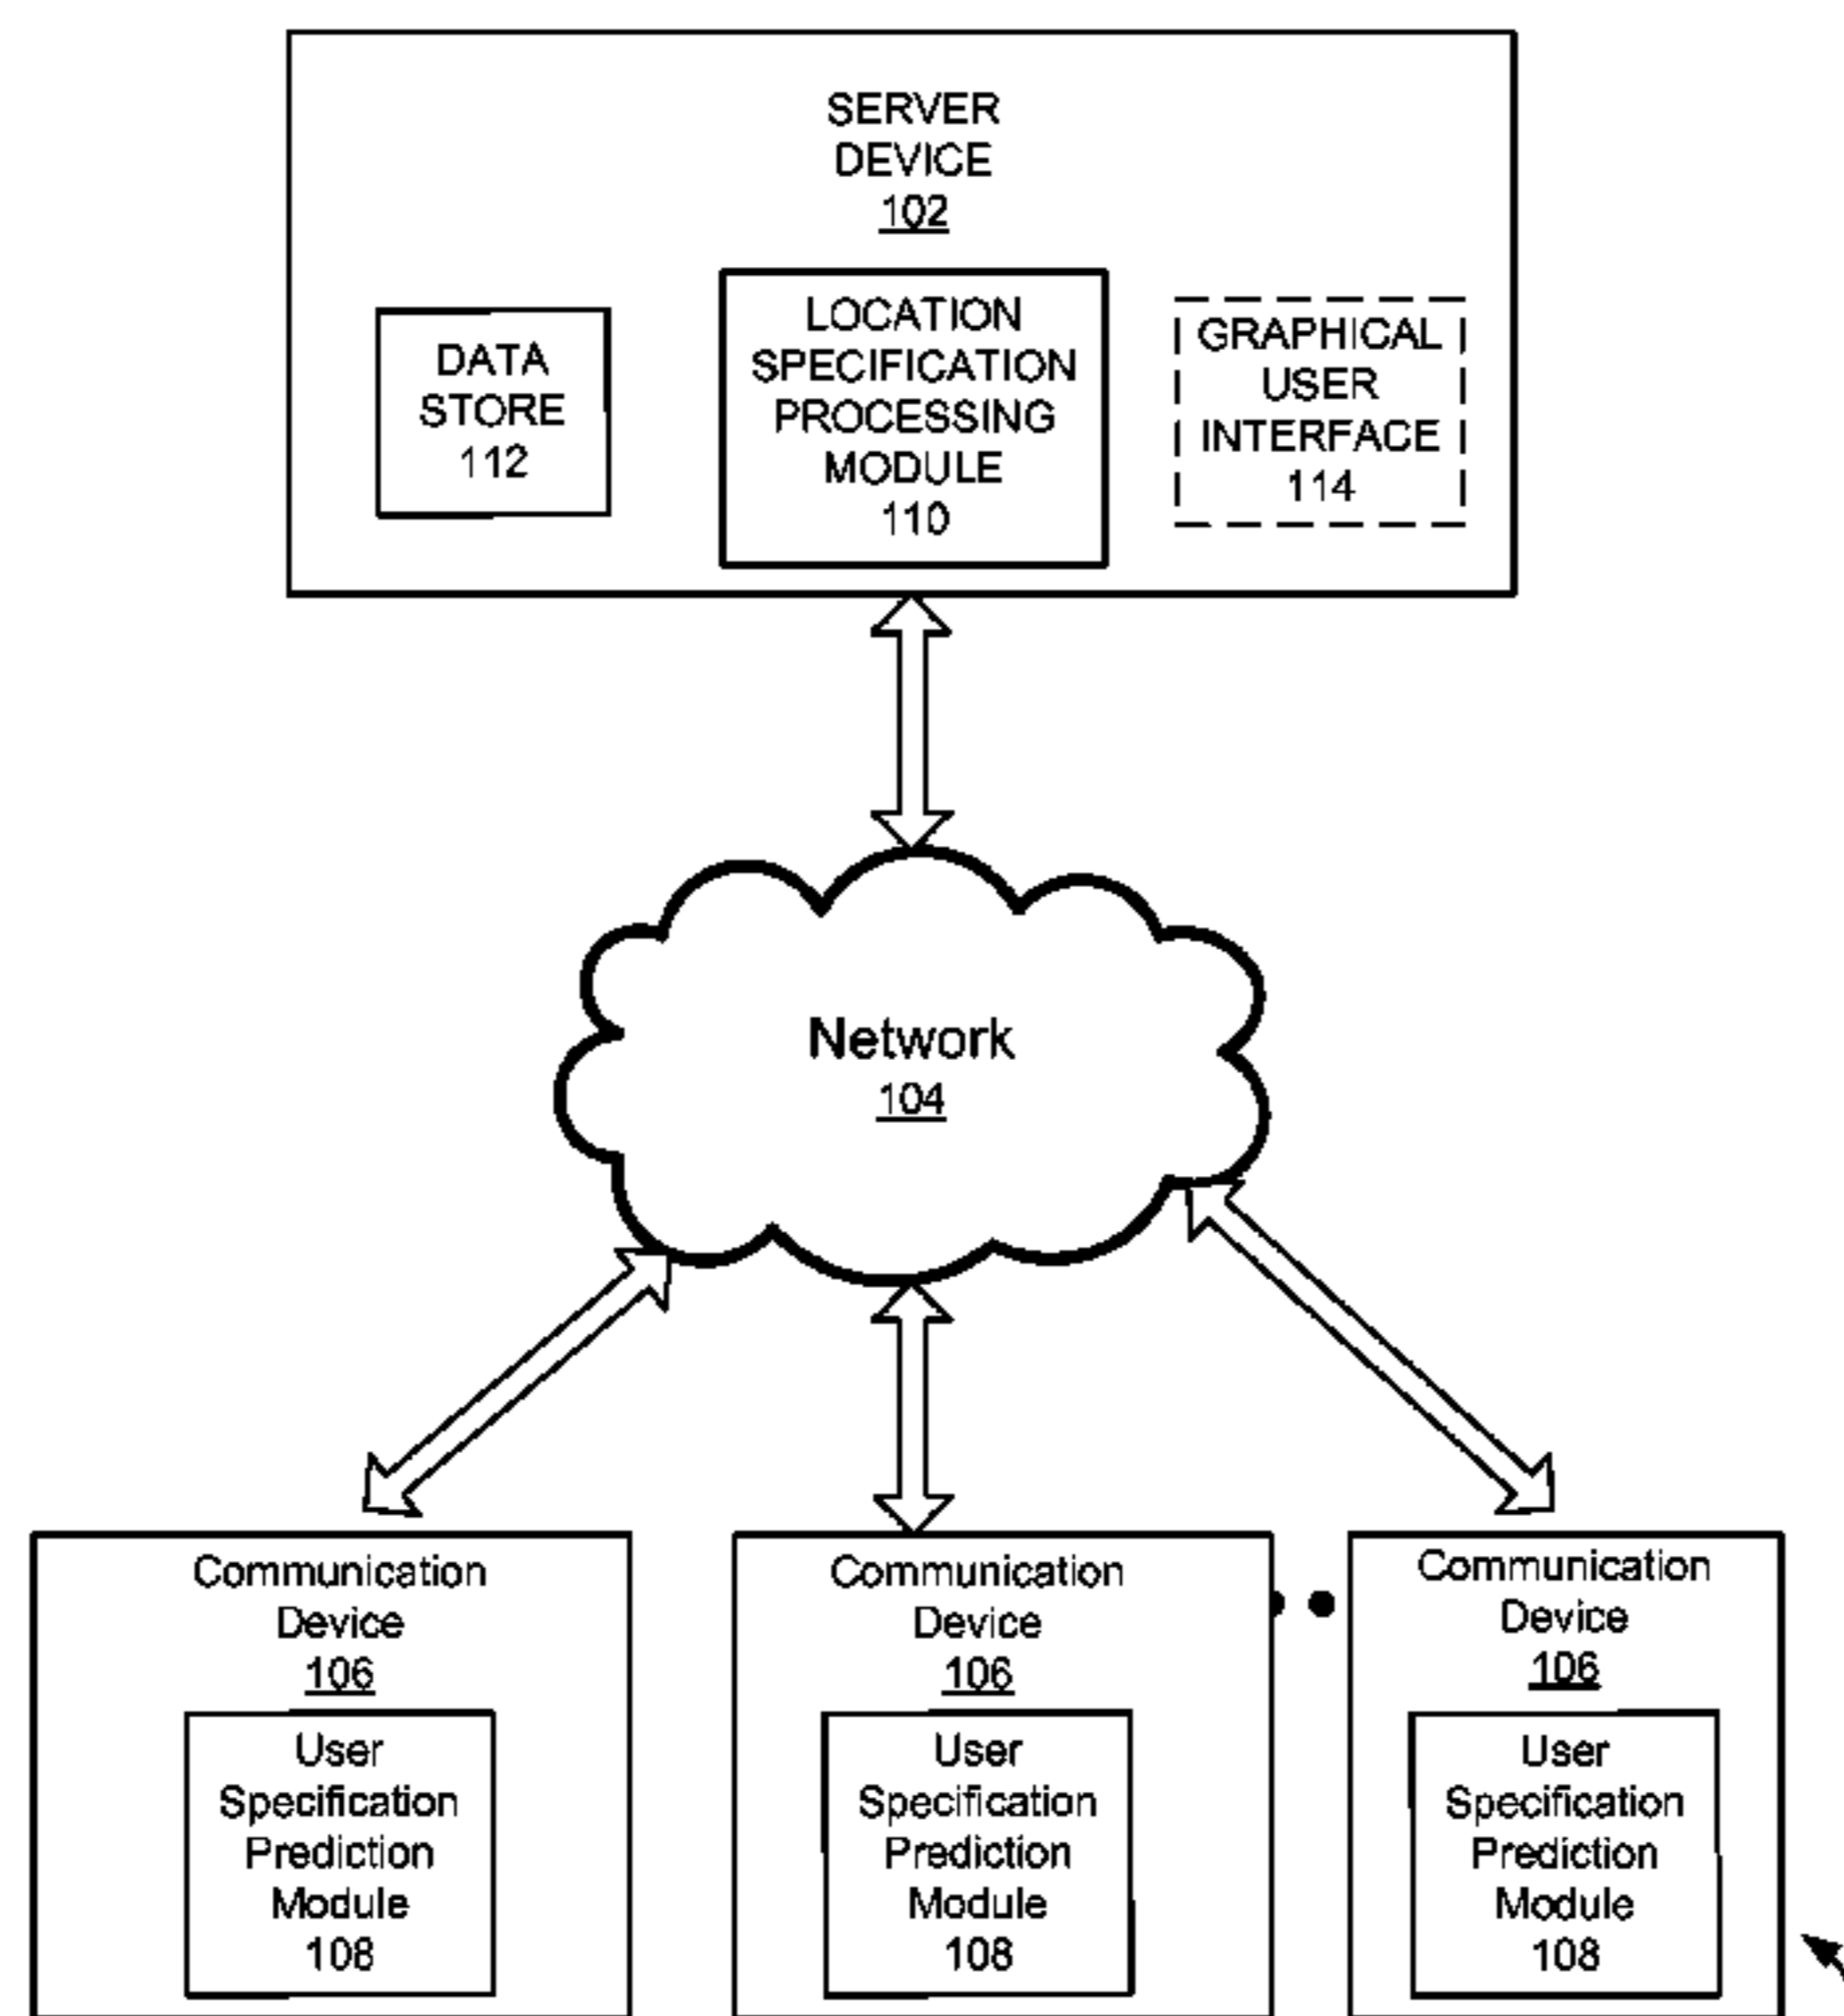 SERVER
DEVICE
102
DATA
STORE
112
LOCATION
SPECIFICATION
PROCESSING
MODULE
110
GRAPHICAL
USER
INTERFACE
114
Network
104
Communication
Device
106
User
Specification
Prediction
Module
108
Communication
Device
106
User
Specification
Prediction
Module
108
Communication
Device
106
User
Specification
Prediction
Module
108